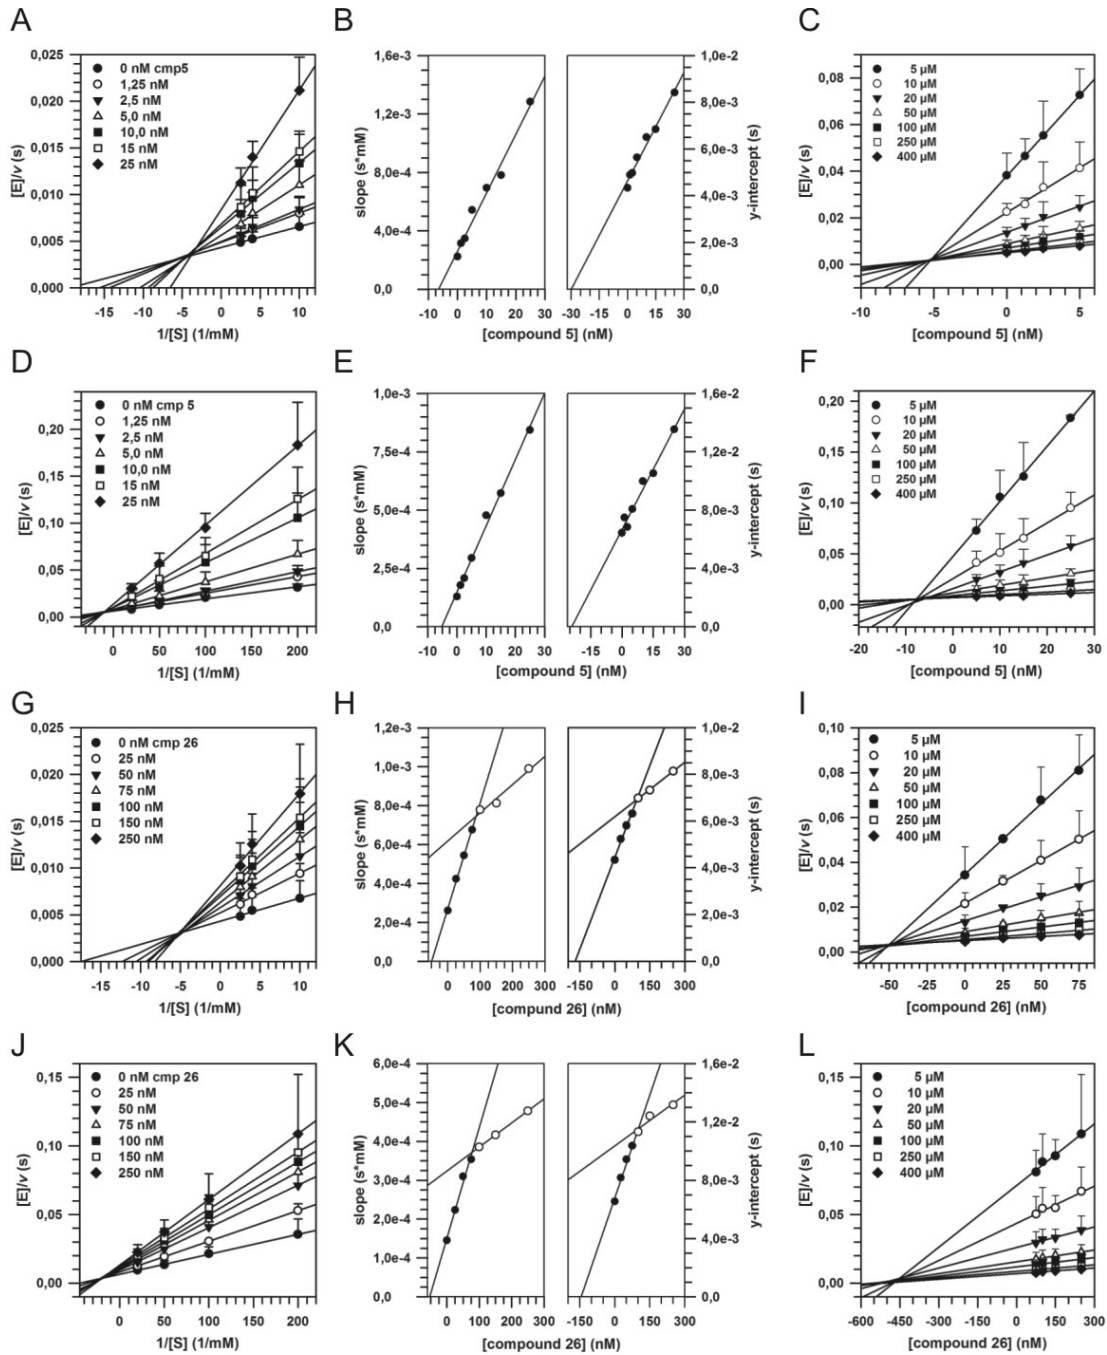 A
0,025
0,020
0,015
0,010
0,005
0,000
[E]/v (s)
0 nM cmp5
1,25 nM
2,5 nM
5,0 nM
10,0 nM
15 nM
25 nM
-15 -10 -5 0 5 10
1/[S] (1/mM)
B
1,6e-3
1,2e-3
8,0e-4
4,0e-4
0,0
slope (s*mM)
-10 0 10 20 30
1,0e-2
8,0e-3
6,0e-3
4,0e-3
2,0e-3
0,0
y-intercept (s)
-30 -15 0 15 30
[compound 5] (nM)
C
0,08
0,06
0,04
0,02
0,00
[E]/v (s)
5 µM
10 µM
20 µM
50 µM
100 µM
250 µM
400 µM
-10 -5 0 5
[compound 5] (nM)
D
0,20
0,15
0,10
0,05
0,00
[E]/v (s)
0 nM cmp 5
1,25 nM
2,5 nM
5,0 nM
10,0 nM
15 nM
25 nM
0 50 100 150 200
1/[S] (1/mM)
E
1,0e-3
7,5e-4
5,0e-4
2,5e-4
0,0
slope (s*mM)
-10 0 10 20 30
1,6e-2
1,2e-2
8,0e-3
4,0e-3
0,0
y-intercept (s)
-15 0 15 30
[compound 5] (nM)
F
0,20
0,15
0,10
0,05
0,00
[E]/v (s)
5 µM
10 µM
20 µM
50 µM
100 µM
250 µM
400 µM
-20 -10 0 10 20 30
[compound 5] (nM)
G
0,025
0,020
0,015
0,010
0,005
0,000
[E]/v (s)
0 nM cmp 26
25 nM
50 nM
75 nM
100 nM
150 nM
250 nM
-15 -10 -5 0 5 10
1/[S] (1/mM)
H
1,2e-3
1,0e-3
8,0e-4
6,0e-4
4,0e-4
2,0e-4
0,0
slope (s*mM)
0 100 200 300
1,0e-2
8,0e-3
6,0e-3
4,0e-3
2,0e-3
0,0
y-intercept (s)
-150 0 150 300
[compund 26] (nM)
I
0,10
0,08
0,06
0,04
0,02
0,00
[E]/v (s)
5 µM
10 µM
20 µM
50 µM
100 µM
250 µM
400 µM
-50 -25 0 25 50 75
[compound 26] (nM)
J
0,15
0,10
0,05
0,00
[E]/v (s)
0 nM cmp 26
25 nM
50 nM
75 nM
100 nM
150 nM
250 nM
0 50 100 150 200
1/[S] (1/mM)
K
6,0e-4
5,0e-4
4,0e-4
3,0e-4
2,0e-4
1,0e-4
0,0
slope (s*mM)
0 100 200 300
1,6e-2
1,2e-2
8,0e-3
4,0e-3
0,0
y-intercept (s)
-150 0 150 300
[compound 26] (nM)
L
0,15
0,10
0,05
0,00
[E]/v (s)
5 µM
10 µM
20 µM
50 µM
100 µM
250 µM
400 µM
-600 -450 -300 -150 0 150 300
[compound 26] (nM)